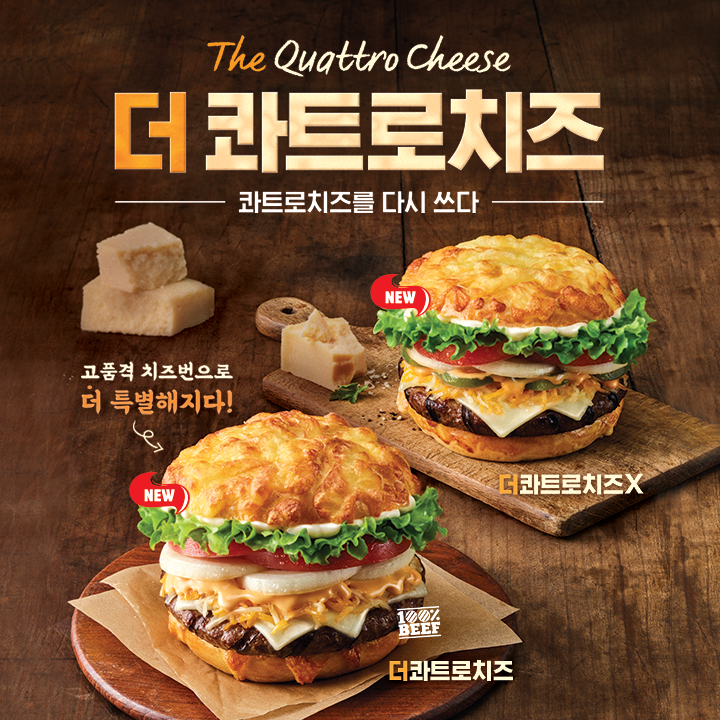 The Quattro Cheese
더 콰트로치즈
콰트로치즈를 다시 쓰다
NEW
고품격 치즈번으로
더 특별해지다!
더콰트로치즈X
NEW
100% BEEF
더콰트로치즈